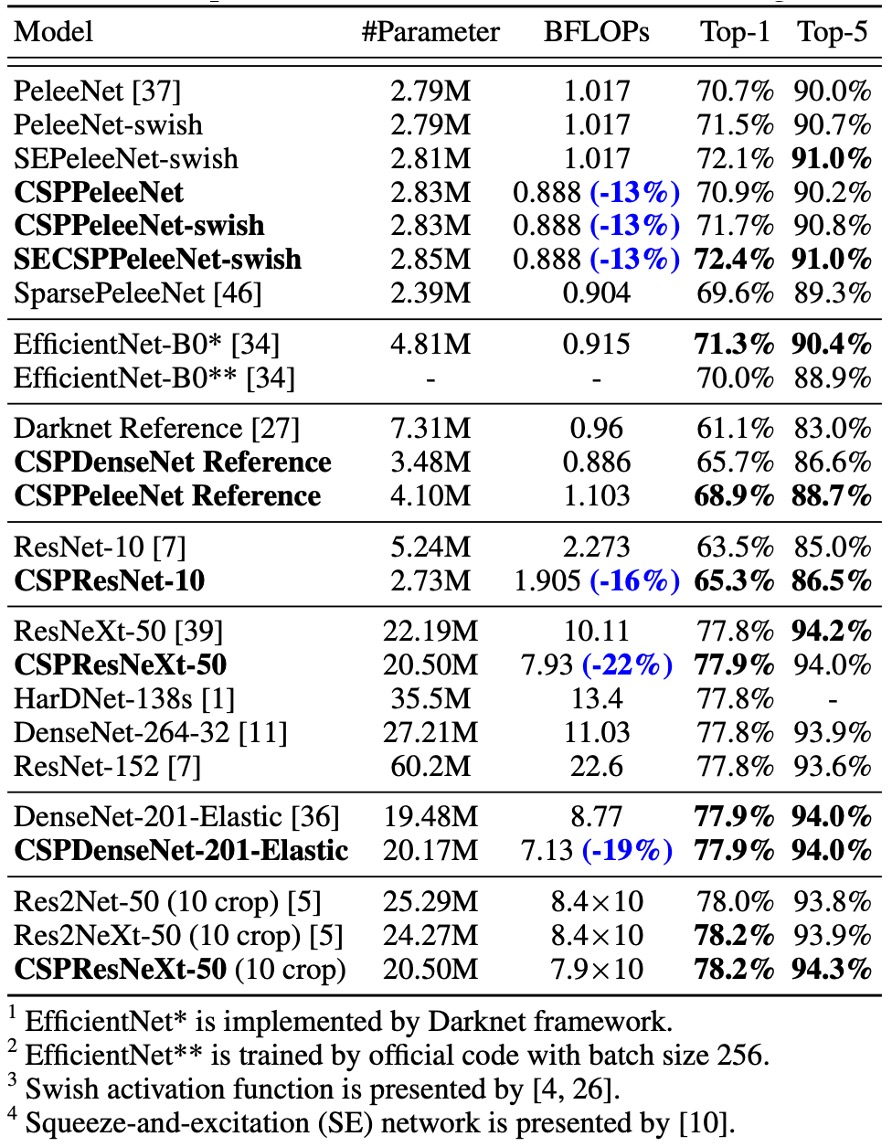 Model #Parameter BFLOPs Top-1 Top-5
PeleeNet [37] 2.79M 1.017 70.7% 90.0%
PeleeNet-swish 2.79M 1.017 71.5% 90.7%
SEPeleeNet-swish 2.81M 1.017 72.1% 91.0%
CSPPeleeNet 2.83M 0.888 (-13%) 70.9% 90.2%
CSPPeleeNet-swish 2.83M 0.888 (-13%) 71.7% 90.8%
SECSPPeleeNet-swish 2.85M 0.888 (-13%) 72.4% 91.0%
SparsePeleeNet [46] 2.39M 0.904 69.6% 89.3%
EfficientNet-B0* [34] 4.81M 0.915 71.3% 90.4%
EfficientNet-B0** [34] - - 70.0% 88.9%
Darknet Reference [27] 7.31M 0.96 61.1% 83.0%
CSPDenseNet Reference 3.48M 0.886 65.7% 86.6%
CSPPeleeNet Reference 4.10M 1.103 68.9% 88.7%
ResNet-10 [7] 5.24M 2.273 63.5% 85.0%
CSPResNet-10 2.73M 1.905 (-16%) 65.3% 86.5%
ResNeXt-50 [39] 22.19M 10.11 77.8% 94.2%
CSPResNeXt-50 20.50M 7.93 (-22%) 77.9% 94.0%
HarDNet-138s [1] 35.5M 13.4 77.8% -
DenseNet-264-32 [11] 27.21M 11.03 77.8% 93.9%
ResNet-152 [7] 60.2M 22.6 77.8% 93.6%
DenseNet-201-Elastic [36] 19.48M 8.77 77.9% 94.0%
CSPDenseNet-201-Elastic 20.17M 7.13 (-19%) 77.9% 94.0%
Res2Net-50 (10 crop) [5] 25.29M 8.4×10 78.0% 93.8%
Res2NeXt-50 (10 crop) [5] 24.27M 8.4×10 78.2% 93.9%
CSPResNeXt-50 (10 crop) 20.50M 7.9×10 78.2% 94.3%
1 EfficientNet* is implemented by Darknet framework.
2 EfficientNet** is trained by official code with batch size 256.
3 Swish activation function is presented by [4, 26].
4 Squeeze-and-excitation (SE) network is presented by [10].